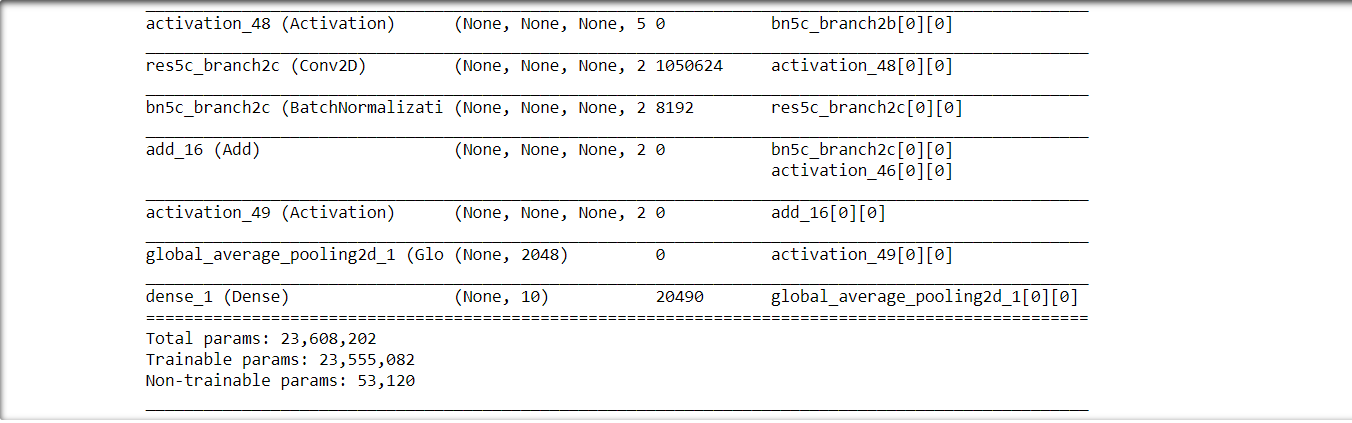 activation_48 (Activation) (None, None, None, 5 0 bn5c_branch2b[0][0]
res5c_branch2c (Conv2D) (None, None, None, 2 1050624 activation_48[0][0]
bn5c_branch2c (BatchNormalizati (None, None, None, 2 8192 res5c_branch2c[0][0]
add_16 (Add) (None, None, None, 2 0 bn5c_branch2c[0][0]
activation_46[0][0]
activation_49 (Activation) (None, None, None, 2 0 add_16[0][0]
global_average_pooling2d_1 (Glo (None, 2048) 0 activation_49[0][0]
dense_1 (Dense) (None, 10) 20490 global_average_pooling2d_1[0][0]
Total params: 23,608,202
Trainable params: 23,555,082
Non-trainable params: 53,120